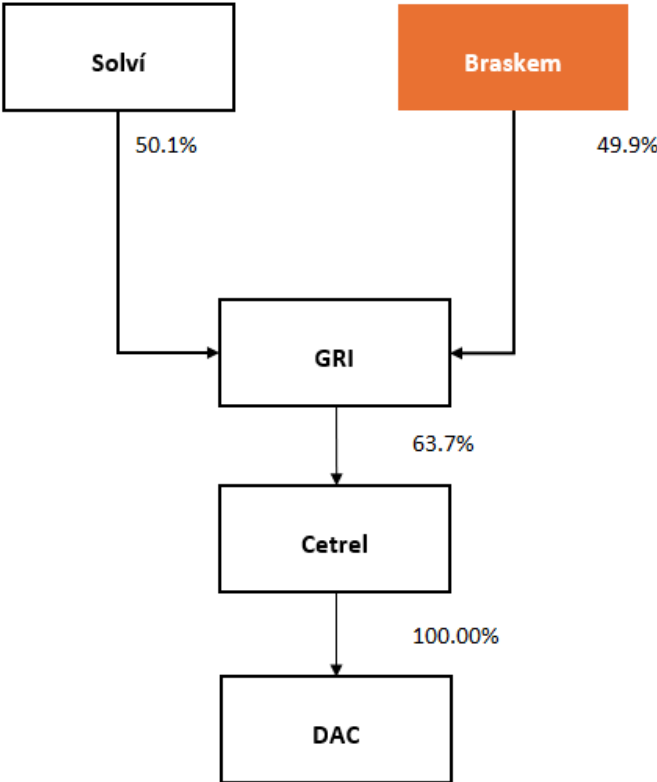 Solví
Braskem
50.1%
49.9%
GRI
63.7%
Cetrel
100.00%
DAC